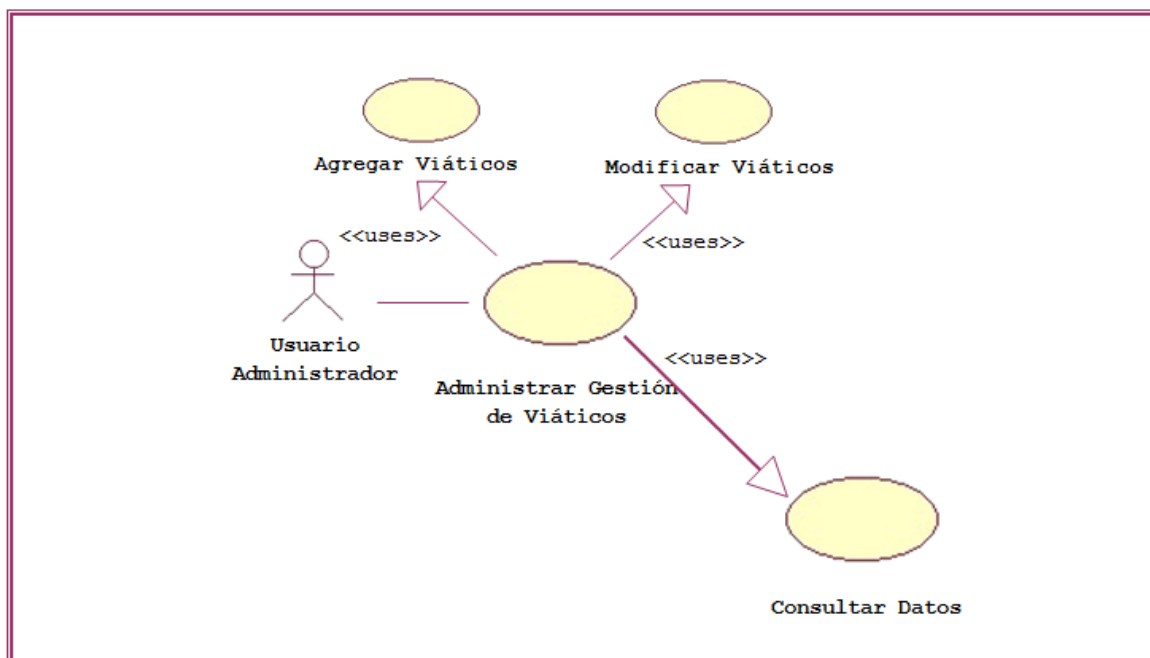 Agregar Viáticos
Modificar Viáticos
<<uses>>
<<uses>>
Usuario
Administrador
<<uses>>
Administrar Gestión
de Viáticos
Consultar Datos